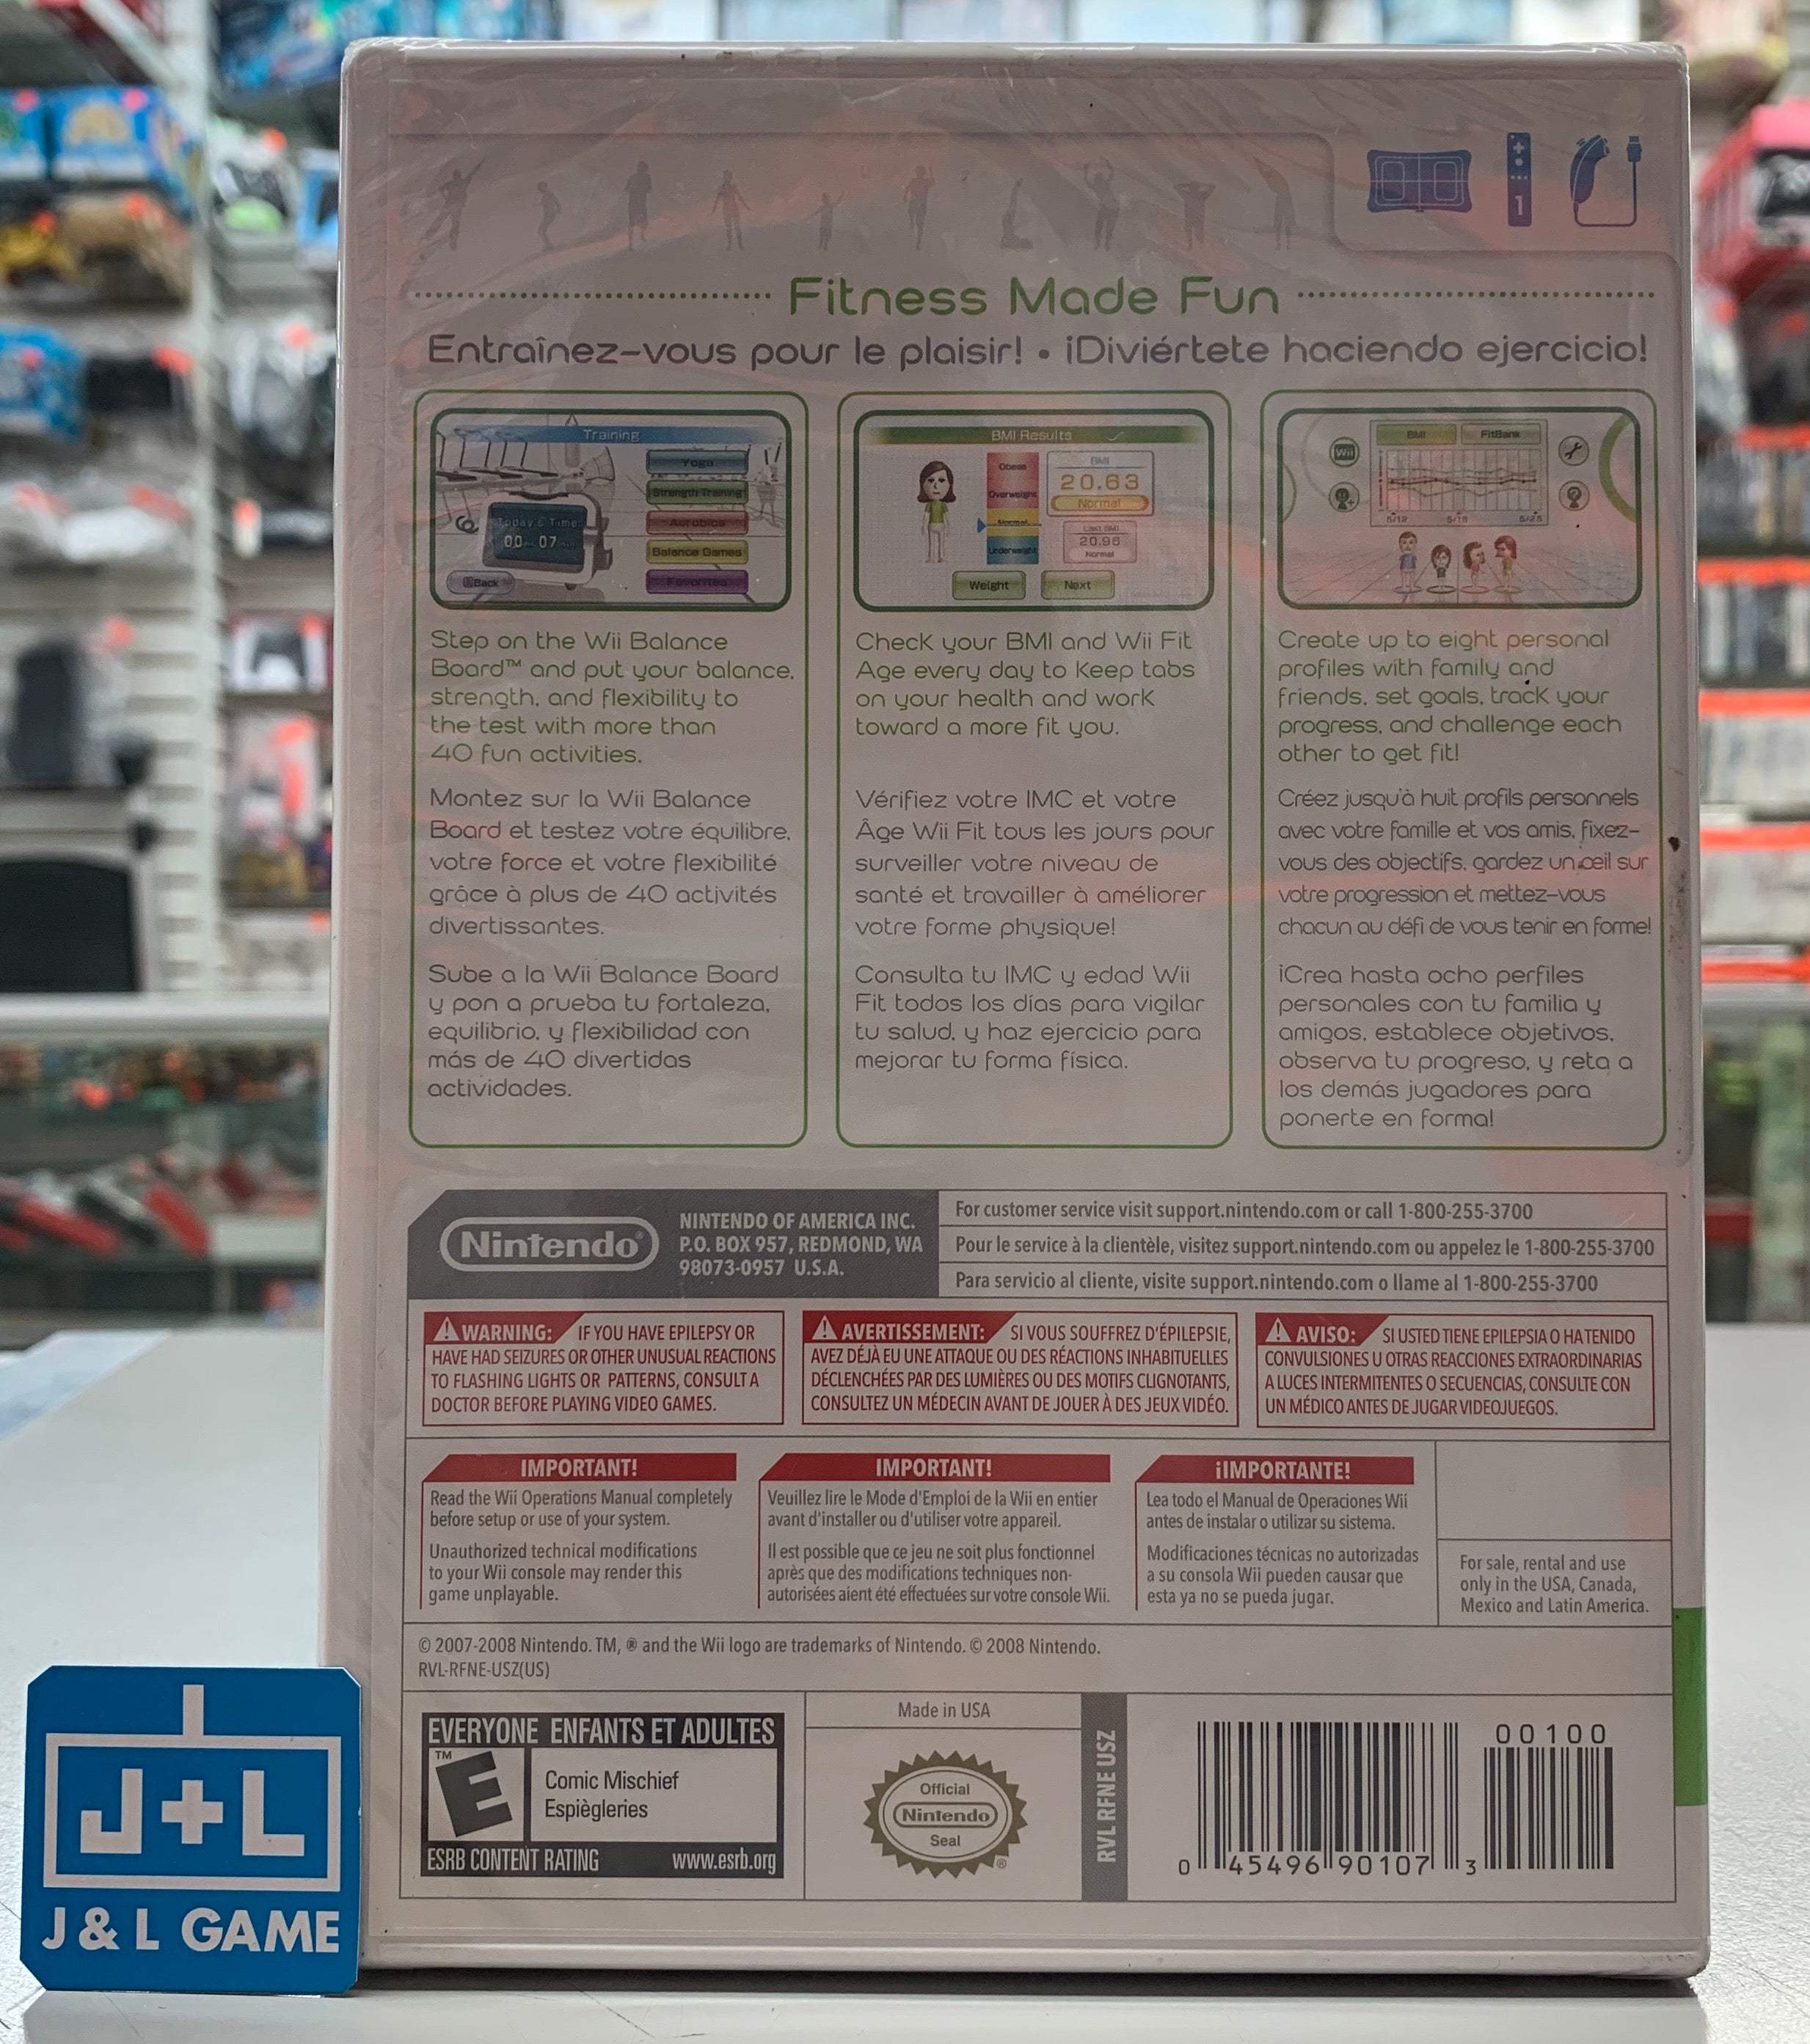 1
Fitness Made Fun
Entraînez-vous pour le plaisir! • ¡Diviértete haciendo ejercicio!
Training
Yoga
Strength Training
Aerobics
Balance Games
Favorites
Today's Time:
00 07
Back
Step on the Wii Balance
Board™ and put your balance,
strength, and flexibility to
the test with more than
40 fun activities.
Montez sur la Wii Balance
Board et testez votre équilibre,
votre force et votre flexibilité
grâce à plus de 40 activités
divertissantes.
Sube a la Wii Balance Board
y pon a prueba tu fortaleza,
equilibrio, y flexibilidad con
más de 40 divertidas
actividades.
BMI Results
Obese
Overweight
Normal
Underweight
BMI
20.63
Normal
Last BMI
20.98
Normal
Weight
Next
Check your BMI and Wii Fit
Age every day to keep tabs
on your health and work
toward a more fit you.
Vérifiez votre IMC et votre
Âge Wii Fit tous les jours pour
surveiller votre niveau de
santé et travailler à améliorer
votre forme physique!
Consulta tu IMC y edad Wii
Fit todos los días para vigilar
tu salud, y haz ejercicio para
mejorar tu forma física.
BMI
FitBank
Wii
5/12 5/19 5/25
Create up to eight personal
profiles with family and
friends, set goals, track your
progress, and challenge each
other to get fit!
Créez jusqu'à huit profils personnels
avec votre famille et vos amis, fixez-
vous des objectifs, gardez un œil sur
votre progression et mettez-vous
chacun au défi de vous tenir en forme!
¡Crea hasta ocho perfiles
personales con tu familia y
amigos, establece objetivos,
observa tu progreso, y reta a
los demás jugadores para
ponerte en forma!
Nintendo®
NINTENDO OF AMERICA INC.
P.O. BOX 957, REDMOND, WA
98073-0957 U.S.A.
For customer service visit support.nintendo.com or call 1-800-255-3700
Pour le service à la clientèle, visitez support.nintendo.com ou appelez le 1-800-255-3700
Para servicio al cliente, visite support.nintendo.com o llame al 1-800-255-3700
WARNING: IF YOU HAVE EPILEPSY OR
HAVE HAD SEIZURES OR OTHER UNUSUAL REACTIONS
TO FLASHING LIGHTS OR PATTERNS, CONSULT A
DOCTOR BEFORE PLAYING VIDEO GAMES.
AVERTISSEMENT: SI VOUS SOUFFREZ D'ÉPILEPSIE,
AVEZ DÉJÀ EU UNE ATTAQUE OU DES RÉACTIONS INHABITUELLES
DÉCLENCHÉES PAR DES LUMIÈRES OU DES MOTIFS CLIGNOTANTS,
CONSULTEZ UN MÉDECIN AVANT DE JOUER À DES JEUX VIDÉO.
AVISO: SI USTED TIENE EPILEPSIA O HA TENIDO
CONVULSIONES U OTRAS REACCIONES EXTRAORDINARIAS
A LUCES INTERMITENTES O SECUENCIAS, CONSULTE CON
UN MÉDICO ANTES DE JUGAR VIDEOJUEGOS.
IMPORTANT!
Read the Wii Operations Manual completely
before setup or use of your system.
Unauthorized technical modifications
to your Wii console may render this
game unplayable.
IMPORTANT!
Veuillez lire le Mode d'Emploi de la Wii en entier
avant d'installer ou d'utiliser votre appareil.
Il est possible que ce jeu ne soit plus fonctionnel
après que des modifications techniques non-
autorisées aient été effectuées sur votre console Wii.
¡IMPORTANTE!
Lea todo el Manual de Operaciones Wii
antes de instalar o utilizar su sistema.
Modificaciones técnicas no autorizadas
a su consola Wii pueden causar que
esta ya no se pueda jugar.
For sale, rental and use
only in the USA, Canada,
Mexico and Latin America.
© 2007-2008 Nintendo. TM, ® and the Wii logo are trademarks of Nintendo. © 2008 Nintendo.
RVL-RFNE-USZ(US)
EVERYONE ENFANTS ET ADULTES
E™
Comic Mischief
Espiègleries
ESRB CONTENT RATING www.esrb.org
Made in USA
Official
Nintendo
Seal
®
RVL RFNE USZ
00100
0 45496 90107 3
J+L
J & L GAME